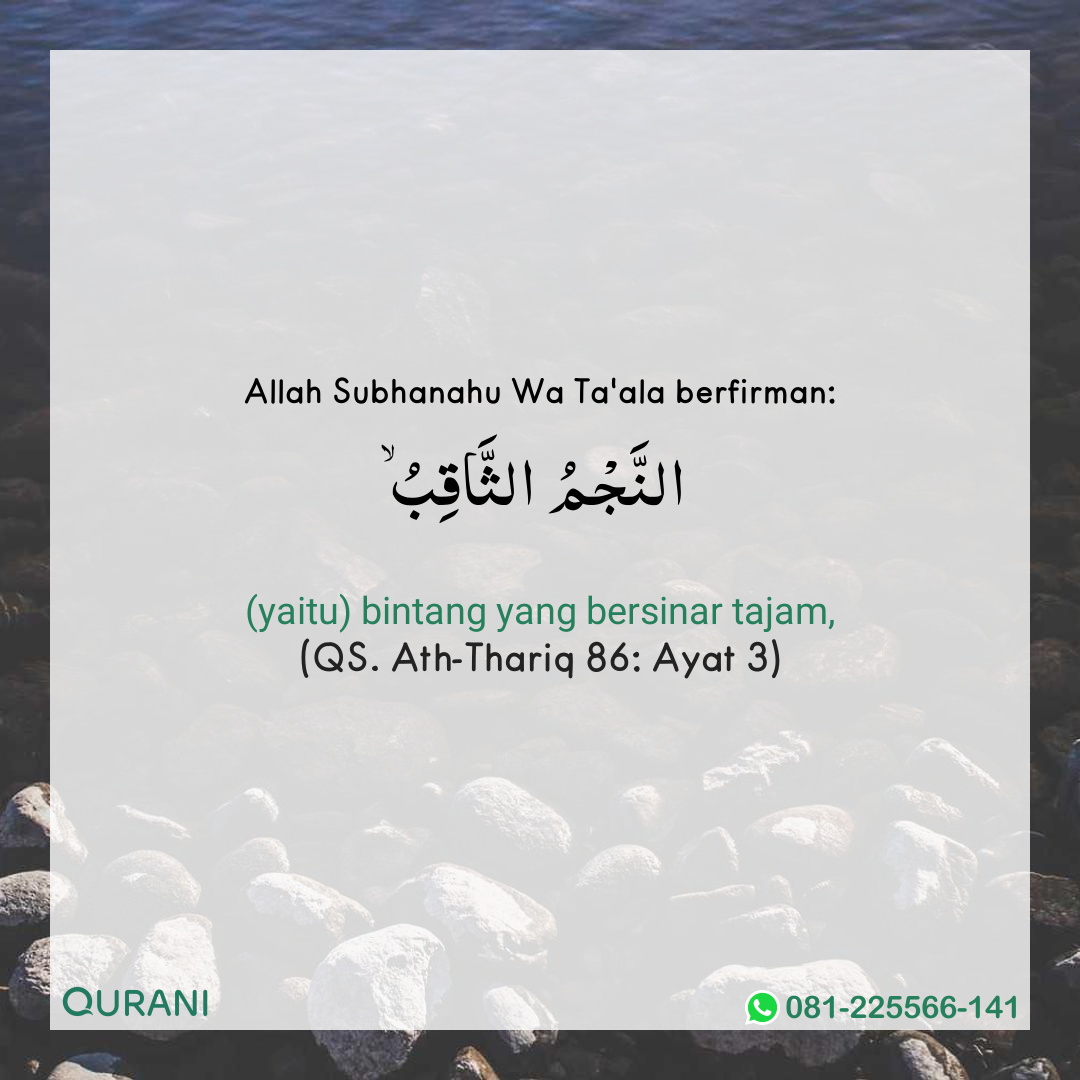 Allah Subhanahu Wa Ta'ala berfirman:
النَّجْمُ الثَّاقِبُۙ
(yaitu) bintang yang bersinar tajam,
(QS. Ath-Thariq 86: Ayat 3)
QURANI
081-225566-141